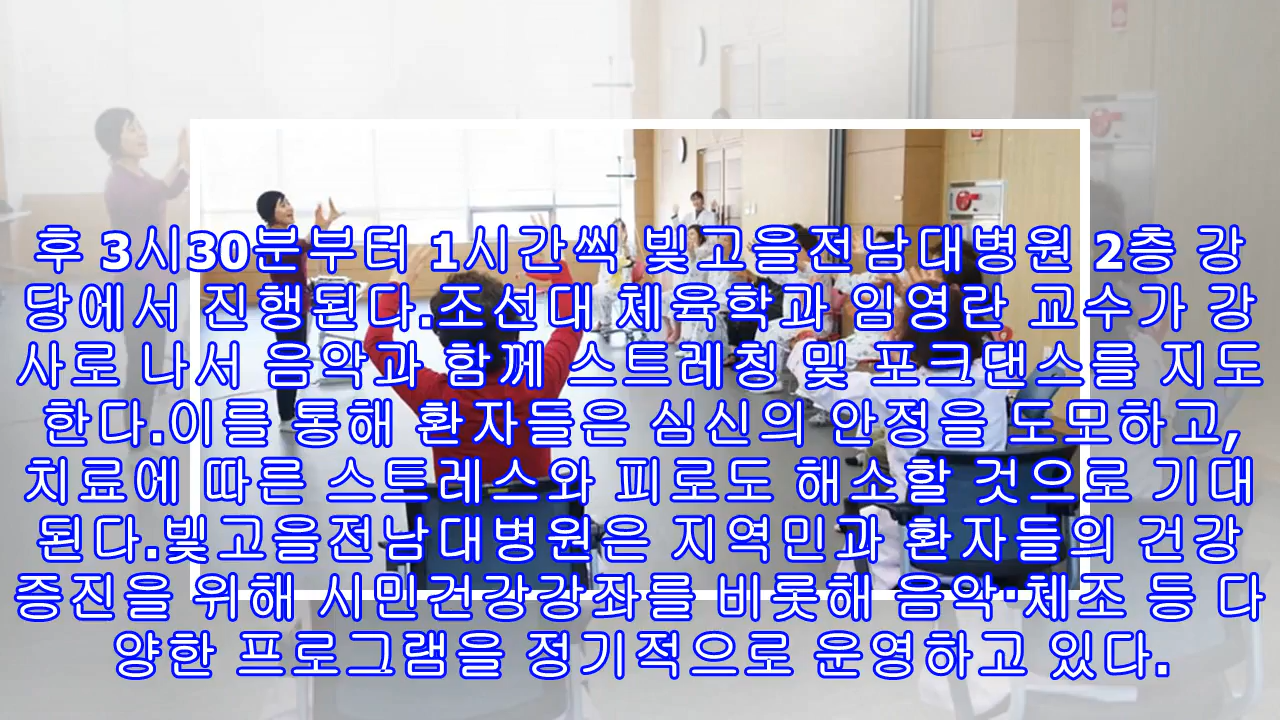 후 3시30분부터 1시간씩 빛고을전남대병원 2층 강
당에서 진행된다.조선대 체육학과 임영란 교수가 강
사로 나서 음악과 함께 스트레칭 및 포크댄스를 지도
한다.이를 통해 환자들은 심신의 안정을 도모하고,
치료에 따른 스트레스와 피로도 해소할 것으로 기대
된다.빛고을전남대병원은 지역민과 환자들의 건강
증진을 위해 시민건강강좌를 비롯해 음악·체조 등 다
양한 프로그램을 정기적으로 운영하고 있다.